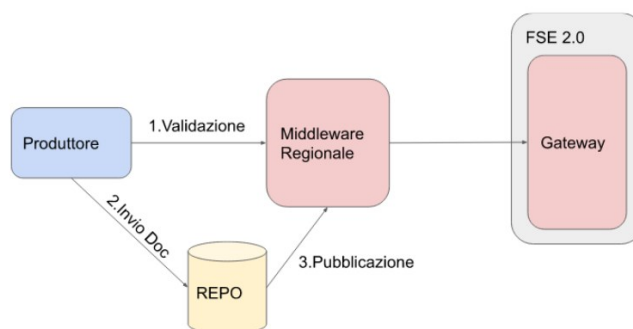 FSE 2.0
1.Validazione
Produttore
Middleware
Regionale
Gateway
2.Invio Doc
3.Pubblicazione
REPO